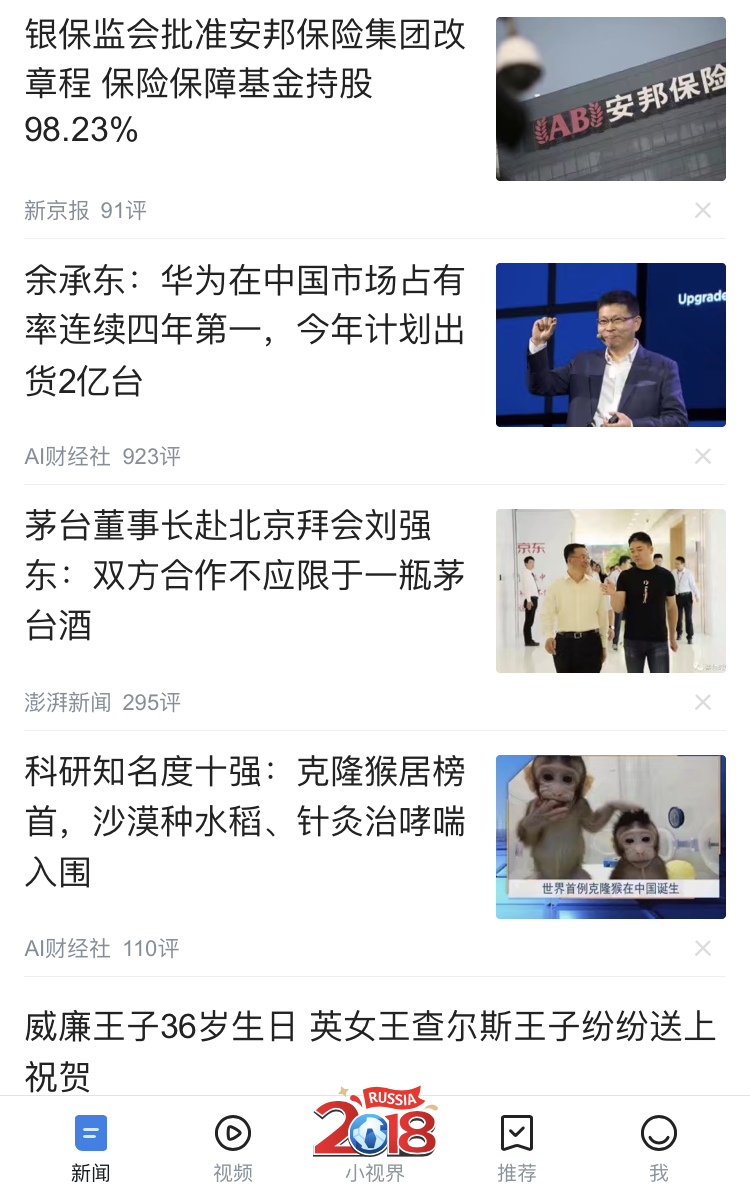 银保监会批准安邦保险集团改
章程 保险保障基金持股
98.23%
AB 安邦保险
新京报 91评
余承东：华为在中国市场占有
率连续四年第一，今年计划出
货2亿台
Upgrade
AI财经社 923评
茅台董事长赴北京拜会刘强
东：双方合作不应限于一瓶茅
台酒
京东
澎湃新闻 295评
科研知名度十强：克隆猴居榜
首，沙漠种水稻、针灸治哮喘
入围
世界首例克隆猴在中国诞生
AI财经社 110评
威廉王子36岁生日 英女王查尔斯王子纷纷送上
祝贺
RUSSIA
2018
新闻 视频 小视界 推荐 我